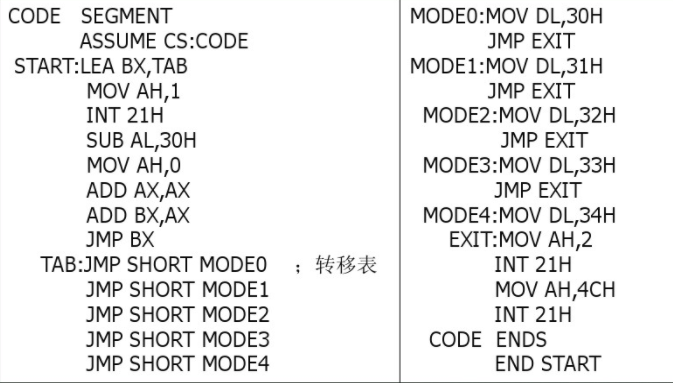 CODE SEGMENT
ASSUME CS:CODE
START:LEA BX,TAB
MOV AH,1
INT 21H
SUB AL,30H
MOV AH,0
ADD AX,AX
ADD BX,AX
JMP BX
TAB:JMP SHORT MODE0 ；转移表
JMP SHORT MODE1
JMP SHORT MODE2
JMP SHORT MODE3
JMP SHORT MODE4
MODE0:MOV DL,30H
JMP EXIT
MODE1:MOV DL,31H
JMP EXIT
MODE2:MOV DL,32H
JMP EXIT
MODE3:MOV DL,33H
JMP EXIT
MODE4:MOV DL,34H
EXIT:MOV AH,2
INT 21H
MOV AH,4CH
INT 21H
CODE ENDS
END START